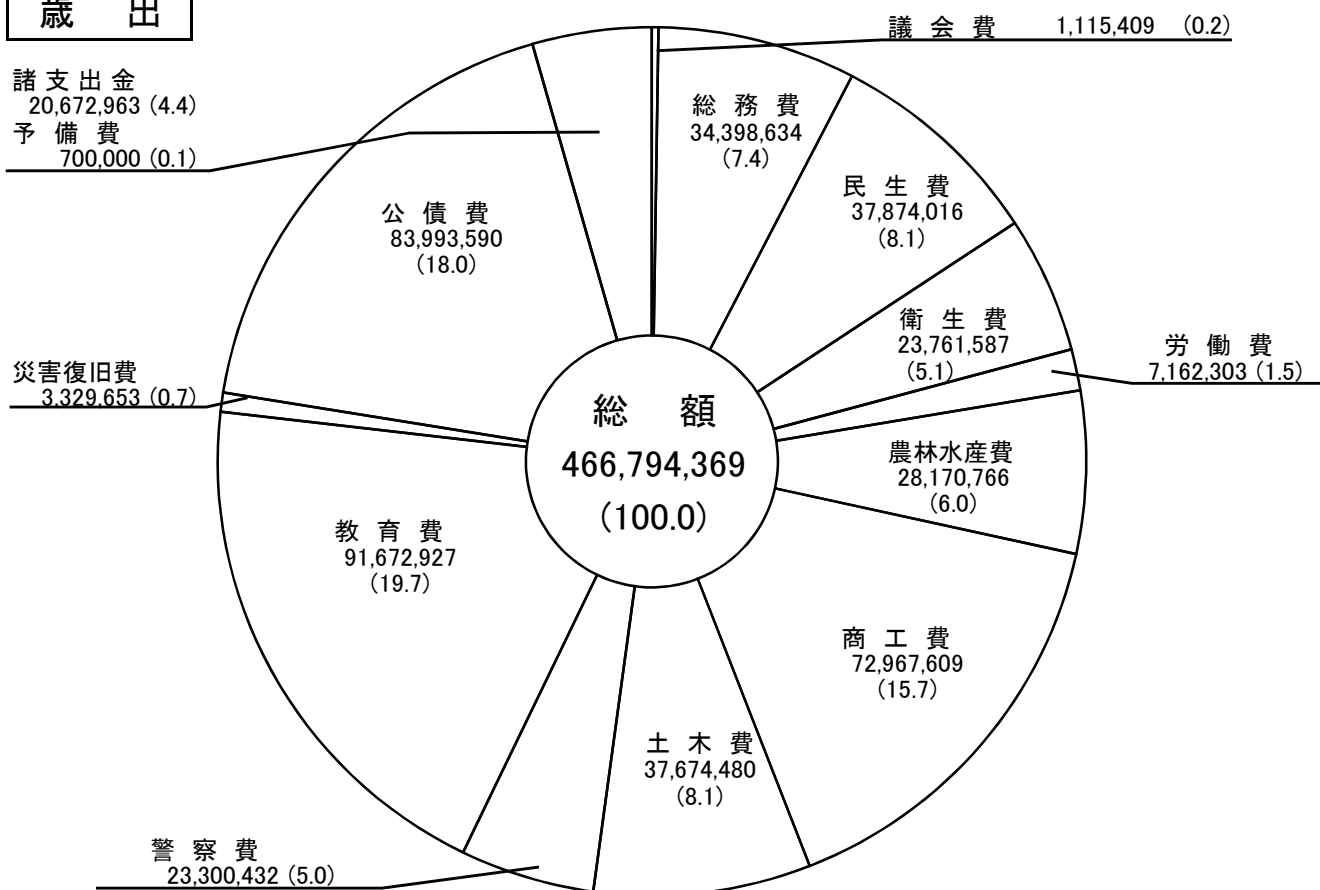 歳　出
議 会 費　1,115,409　(0.2)
総 務 費
34,398,634
(7.4)
民 生 費
37,874,016
(8.1)
衛 生 費
23,761,587
(5.1)
労 働 費
7,162,303 (1.5)
農林水産費
28,170,766
(6.0)
商 工 費
72,967,609
(15.7)
土 木 費
37,674,480
(8.1)
警 察 費
23,300,432 (5.0)
教 育 費
91,672,927
(19.7)
災害復旧費
3,329,653 (0.7)
公 債 費
83,993,590
(18.0)
諸 支 出 金
20,672,963 (4.4)
予 備 費
700,000 (0.1)
総　額
466,794,369
(100.0)